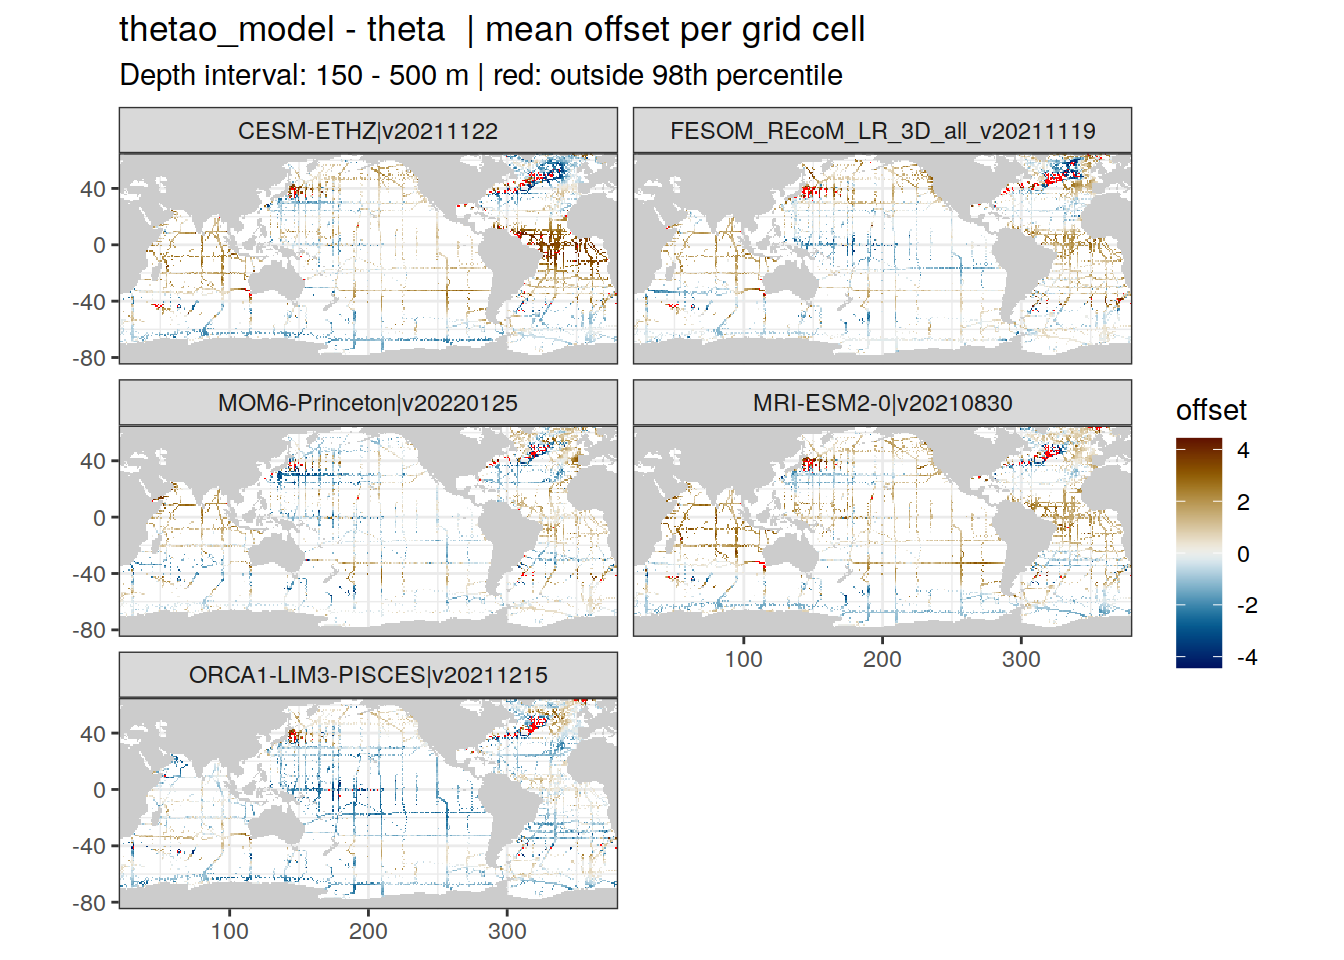 thetao_model - theta  | mean offset per grid cell
Depth interval: 150 - 500 m | red: outside 98th percentile
CESM-ETHZ|v20211122
FESOM_REcoM_LR_3D_all_v20211119
40
0
-40
-80
MOM6-Princeton|v20220125
MRI-ESM2-0|v20210830
40
0
-40
-80
100
200
300
ORCA1-LIM3-PISCES|v20211215
40
0
-40
-80
100
200
300
offset
4
2
0
-2
-4